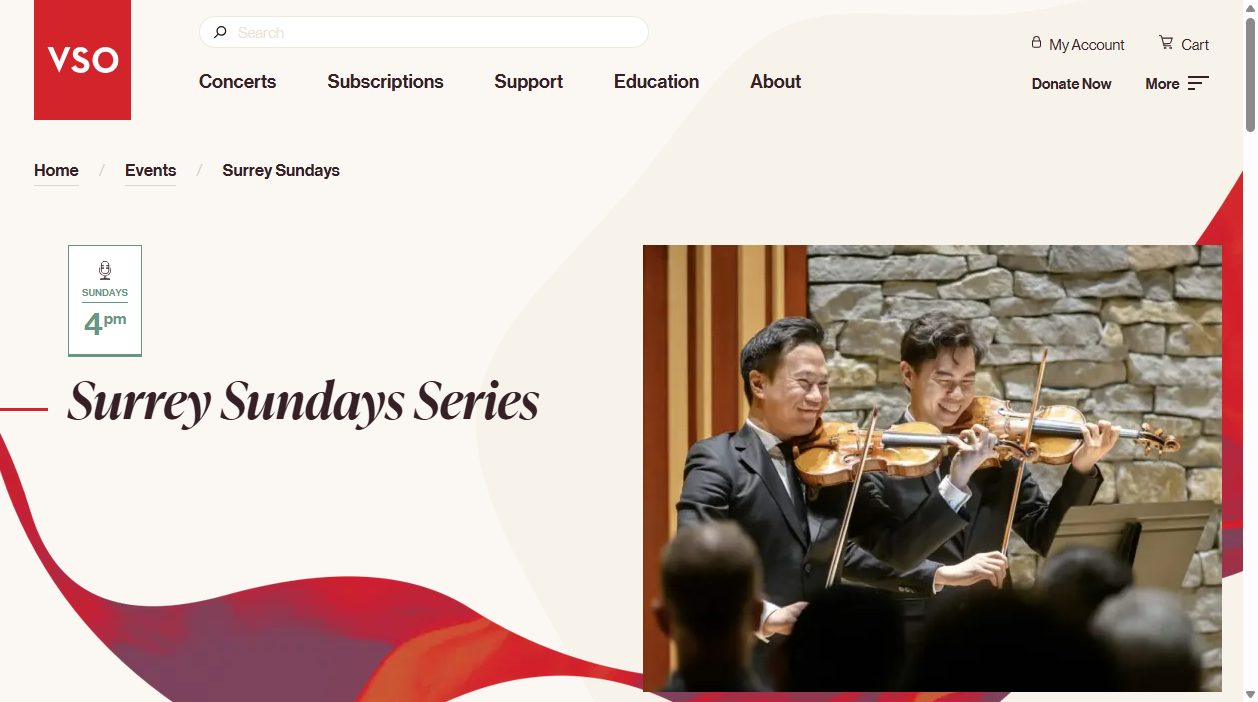 VSO
Search
My Account
Cart
Concerts
Subscriptions
Support
Education
About
Donate Now
More
Home / Events / Surrey Sundays
SUNDAYS
4pm
Surrey Sundays Series